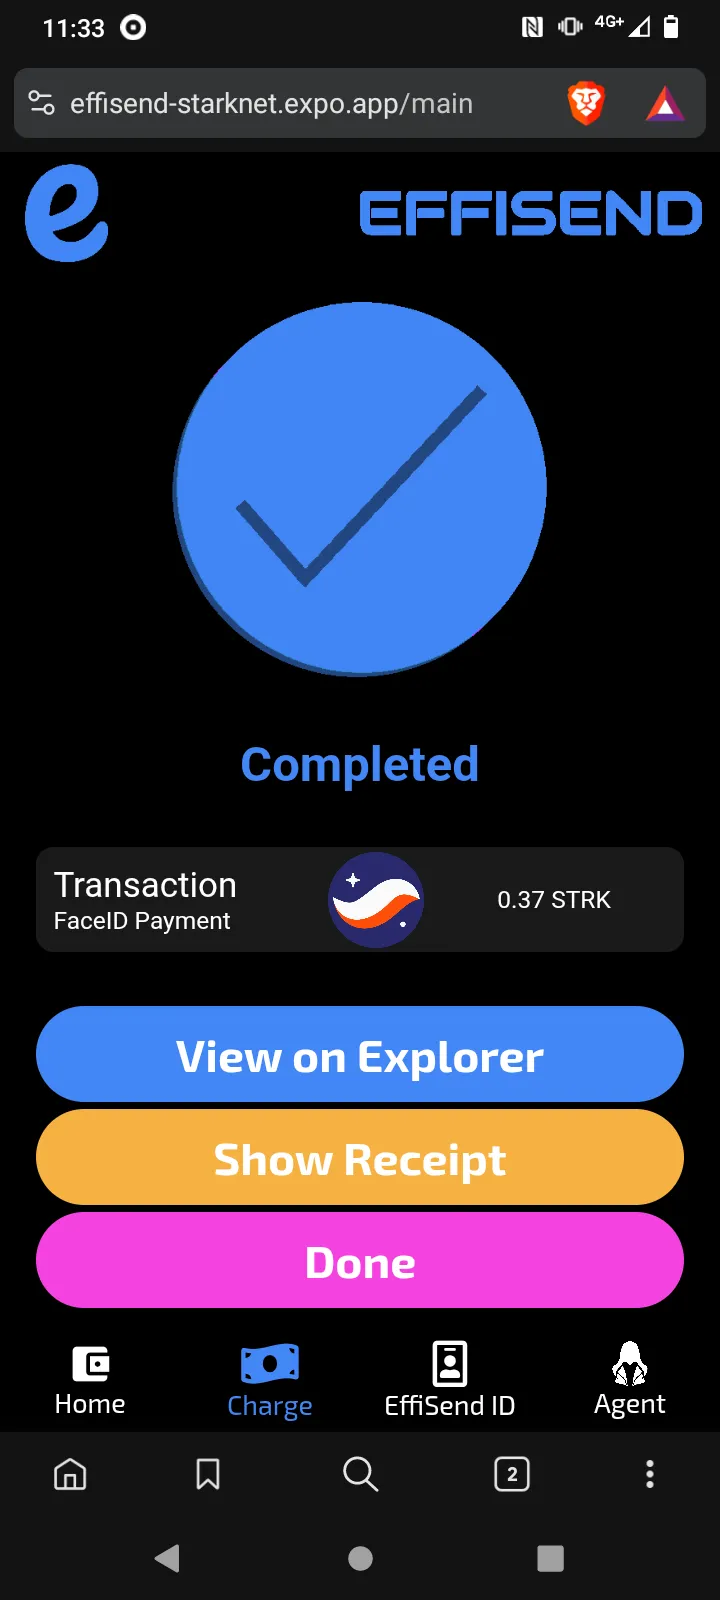 11:33
4G+
effisend-starknet.expo.app/main
e
EFFISEND
Completed
Transaction
FaceID Payment
0.37 STRK
View on Explorer
Show Receipt
Done
Home
Charge
EffiSend ID
Agent
2